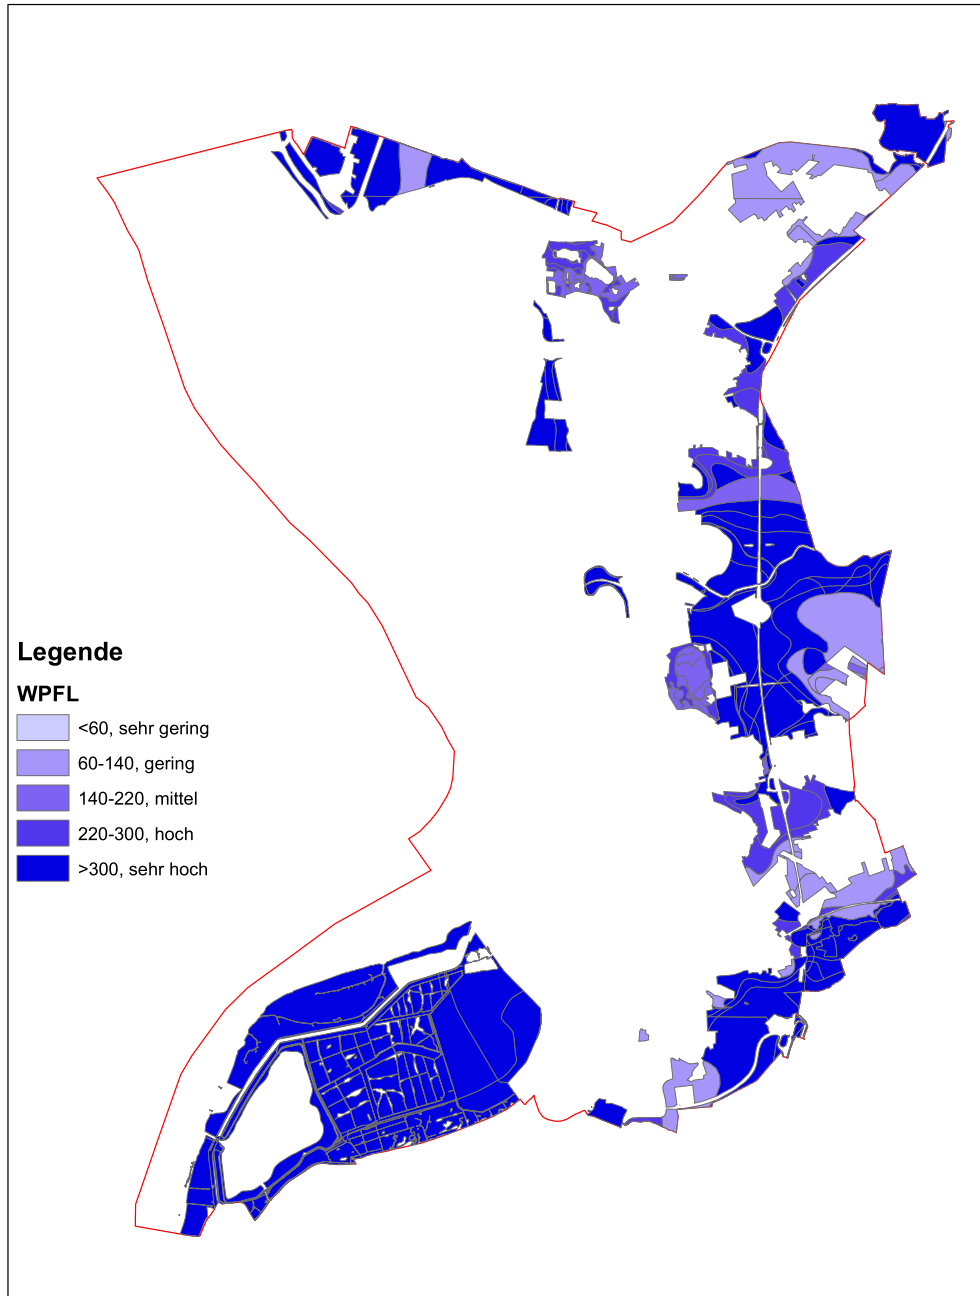 Legende
WPFL
<60, sehr gering
60-140, gering
140-220, mittel
220-300, hoch
>300, sehr hoch